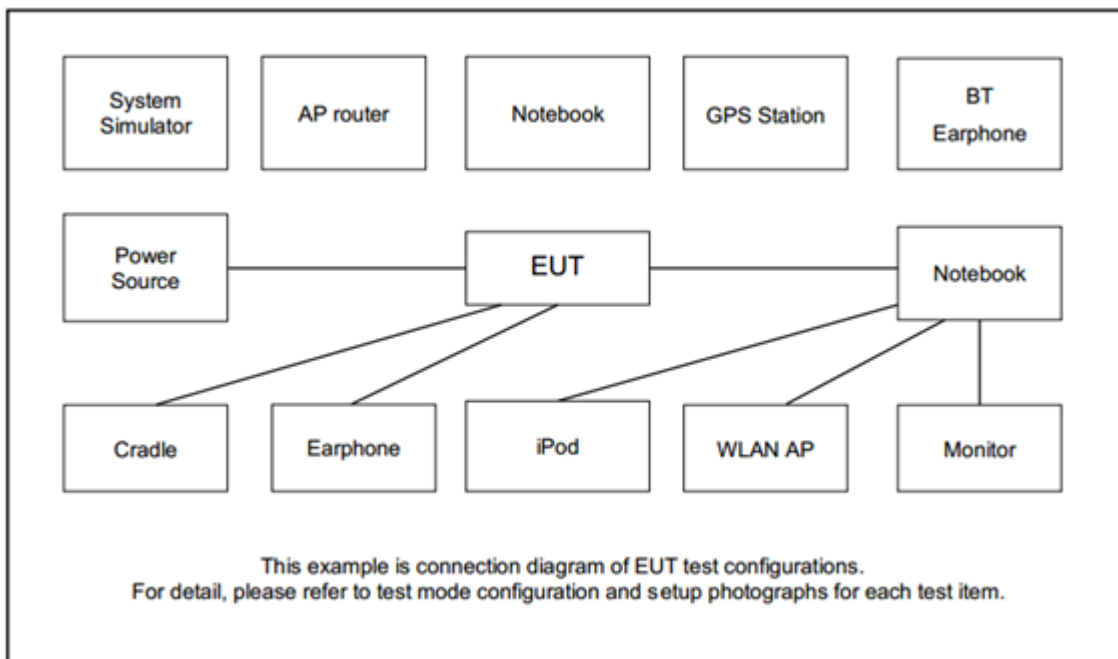 System
Simulator
AP router
Notebook
GPS Station
BT
Earphone
Power
Source
EUT
Notebook
Cradle
Earphone
iPod
WLAN AP
Monitor
This example is connection diagram of EUT test configurations.
For detail, please refer to test mode configuration and setup photographs for each test item.